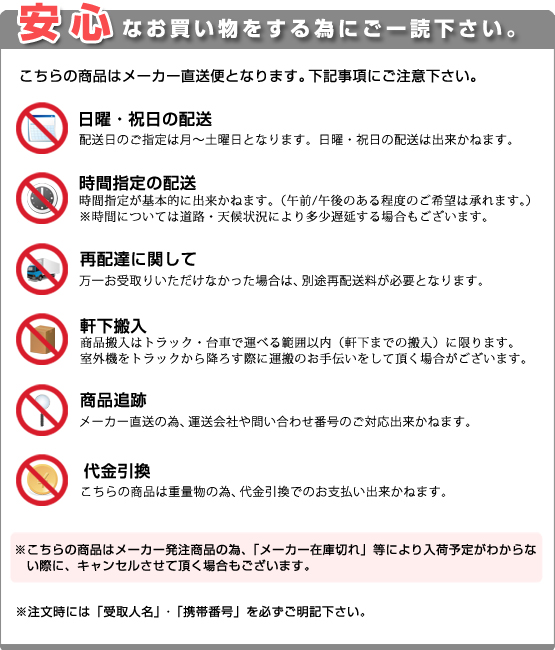 安心なお買い物をする為にご一読下さい。
こちらの商品はメーカー直送便となります。下記事項にご注意下さい。
日曜・祝日の配送
配送日のご指定は月～土曜日となります。日曜・祝日の配送は出来かねます。
時間指定の配送
時間指定が基本的に出来かねます。（午前/午後のある程度のご希望は承れます。）
※時間については道路・天候状況により多少遅延する場合もございます。
再配達に関して
万一お受取りいただけなかった場合は、別途再配送料が必要となります。
軒下搬入
商品搬入はトラック・台車で運べる範囲以内（軒下までの搬入）に限ります。
室外機をトラックから降ろす際に運搬のお手伝いをして頂く場合がございます。
商品追跡
メーカー直送の為、運送会社や問い合わせ番号のご対応出来かねます。
代金引換
こちらの商品は重量物の為、代金引換でのお支払い出来かねます。
※こちらの商品はメーカー発注商品の為、「メーカー在庫切れ」等により入荷予定がわからな
い際に、キャンセルさせて頂く場合もございます。
※注文時には「受取人名」・「携帯番号」を必ずご明記下さい。